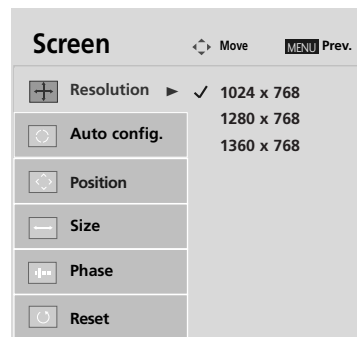 Screen Move MENU Prev.
Resolution ✓ 1024 x 768
1280 x 768
Auto config.
1360 x 768
Position
Size
Phase
Reset